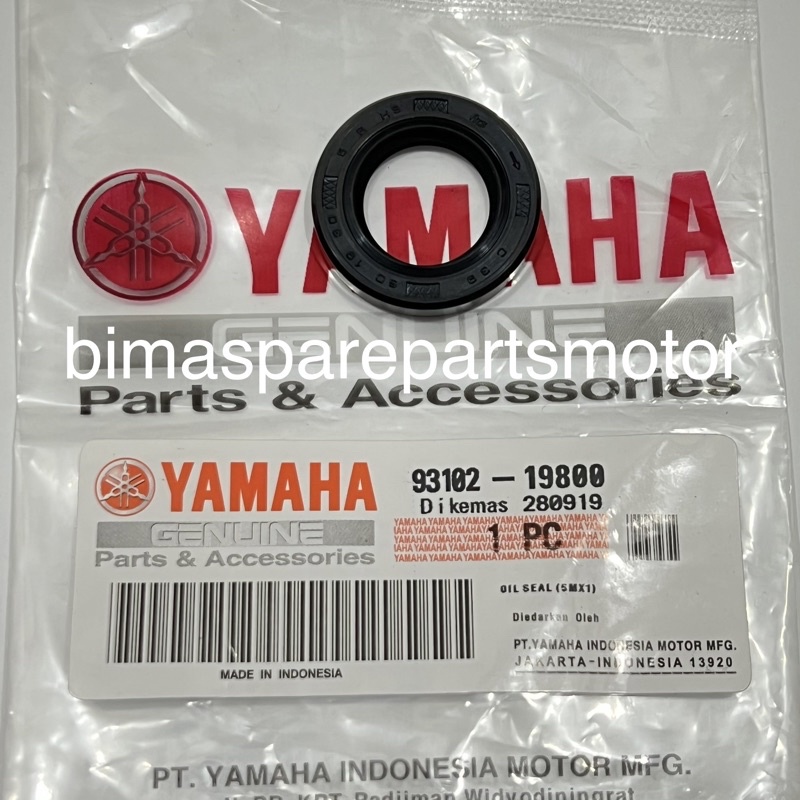 YAMAHA
GENUINE
bimasparepartsmotor
Parts & Accessories
YAMAHA
93102-19800
GENUINE
Dikemas 280919
Parts & Accessories
1 PC
OIL SEAL (5MX1)
Diedarkan Oleh
PT.YAMAHA INDONESIA MOTOR MFG.
JAKARTA-INDONESIA 13920
MADE IN INDONESIA
PT. YAMAHA INDONESIA MOTOR MFG.